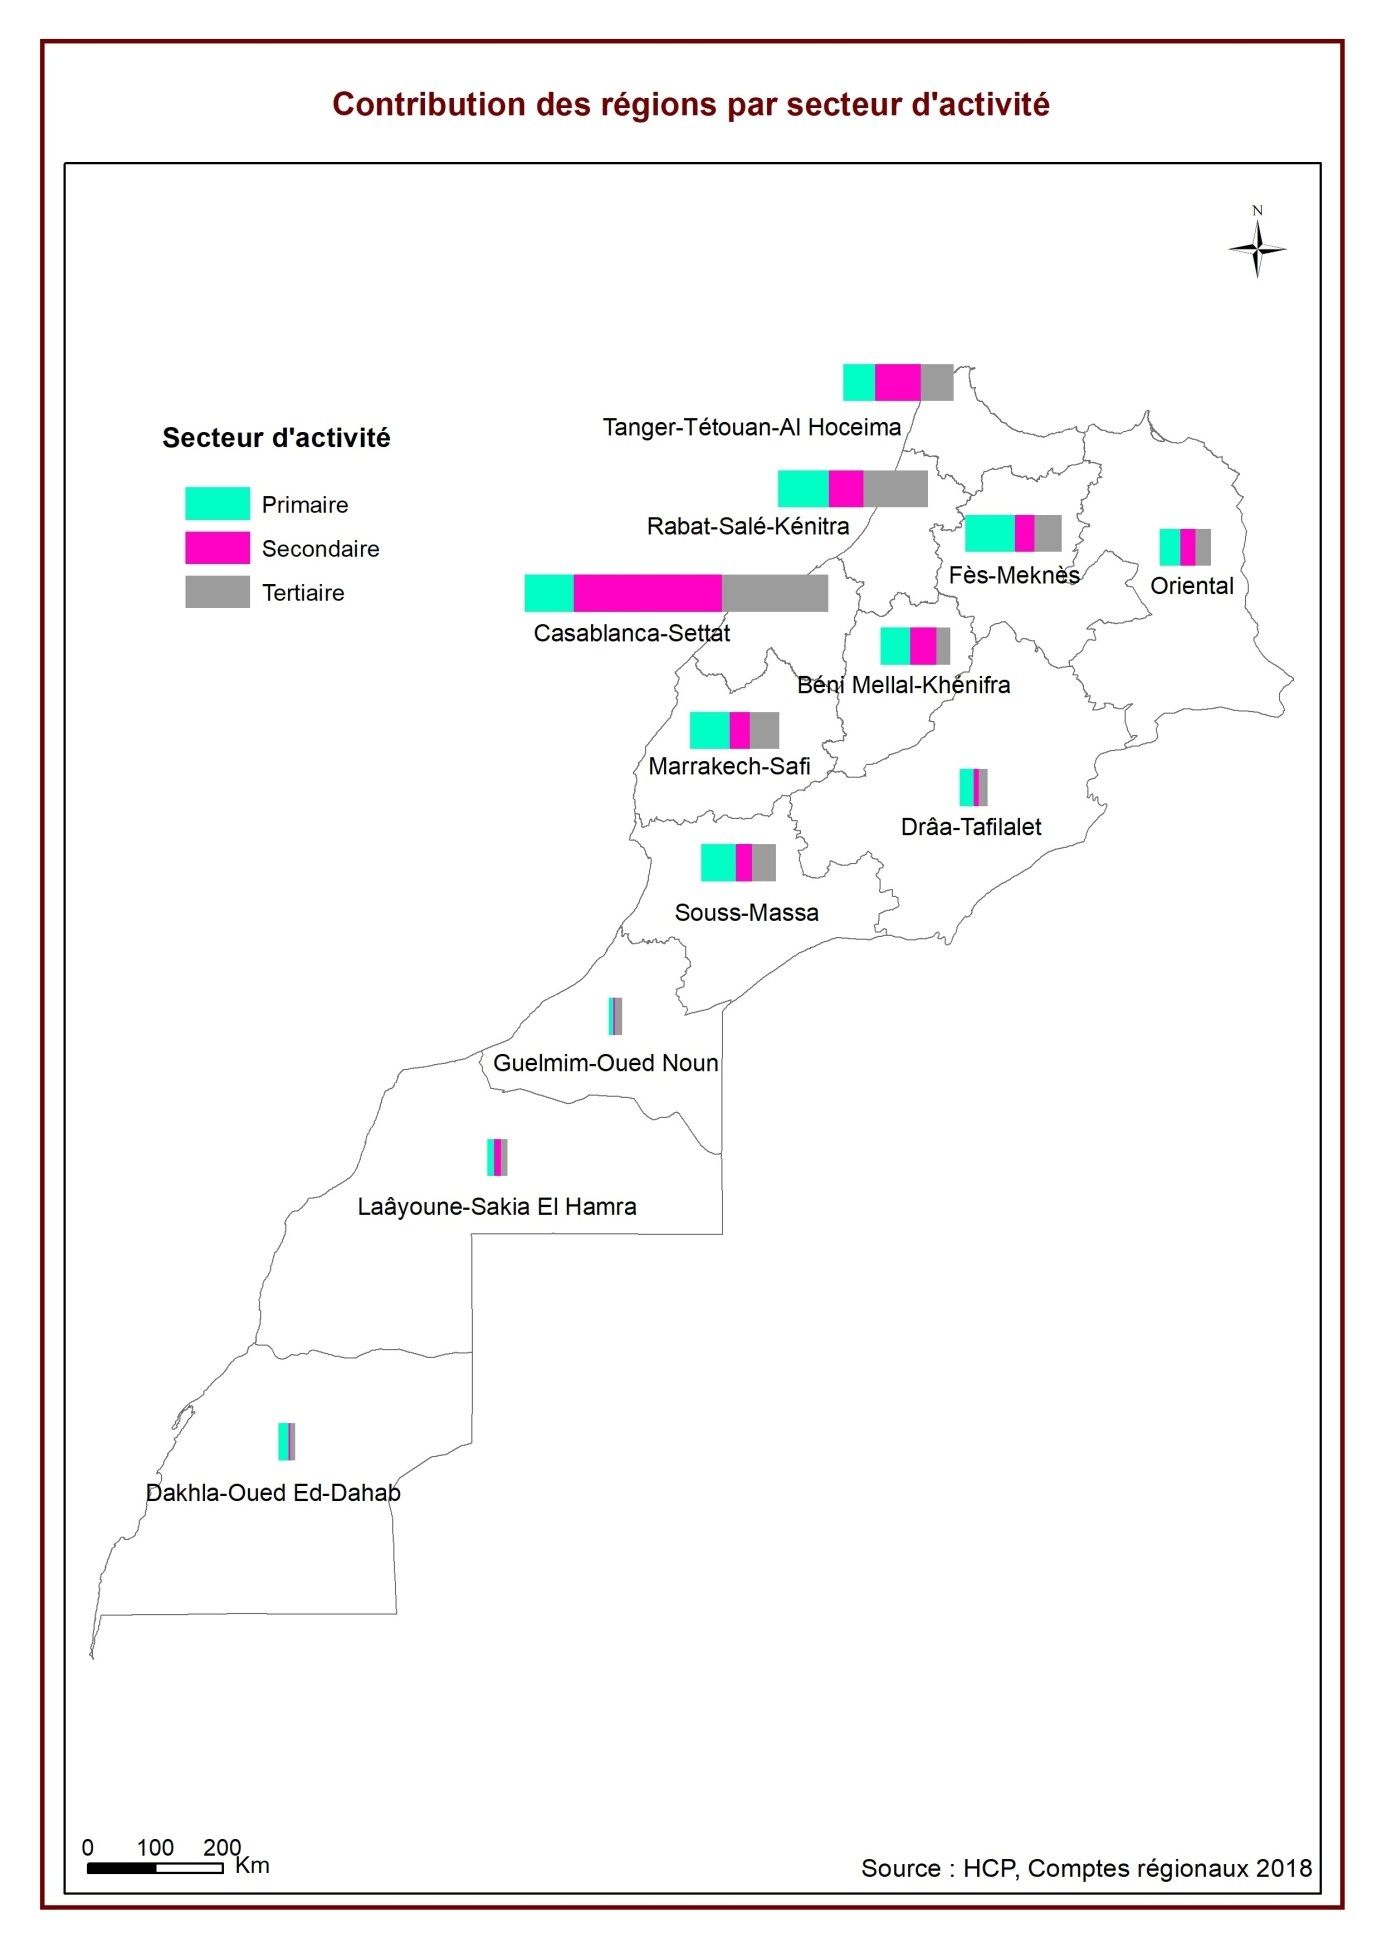 Contribution des régions par secteur d'activité
N
Secteur d'activité
Primaire
Secondaire
Tertiaire
Tanger-Tétouan-Al Hoceima
Rabat-Salé-Kénitra
Fès-Meknès
Oriental
Casablanca-Settat
Béni Mellal-Khénifra
Marrakech-Safi
Drâa-Tafilalet
Souss-Massa
Guelmim-Oued Noun
Laâyoune-Sakia El Hamra
Dakhla-Oued Ed-Dahab
0 100 200
Km
Source : HCP, Comptes régionaux 2018